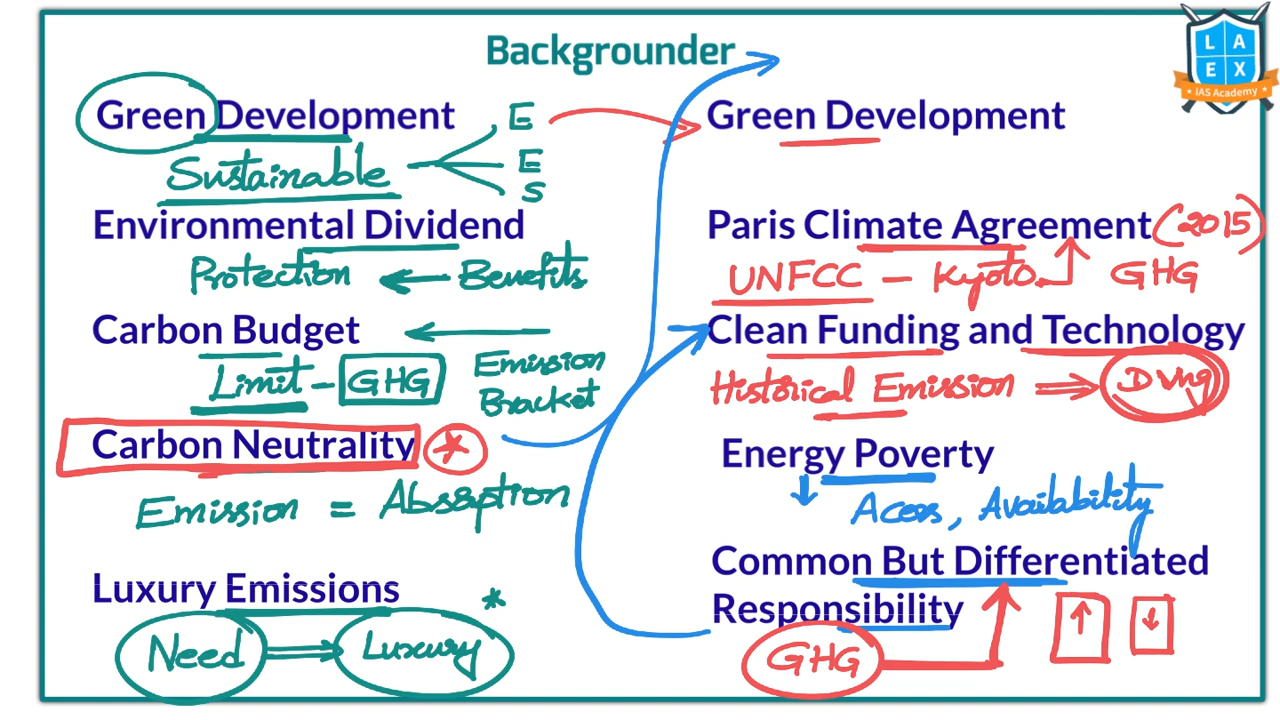 Backgrounder
L A
E X
IAS Academy
Green Development
E
Sustainable
E
S
Environmental Dividend
Protection Benefits
Carbon Budget
Limit - GHG
Emission
Bracket
Carbon Neutrality *
Emission = Absorption
Luxury Emissions
*
Need Luxury
Green Development
Paris Climate Agreement (2015)
UNFCC - Kyoto GHG
Clean Funding and Technology
Historical Emission Dvng
Energy Poverty
Acess, Availability
Common But Differentiated
Responsibility
GHG